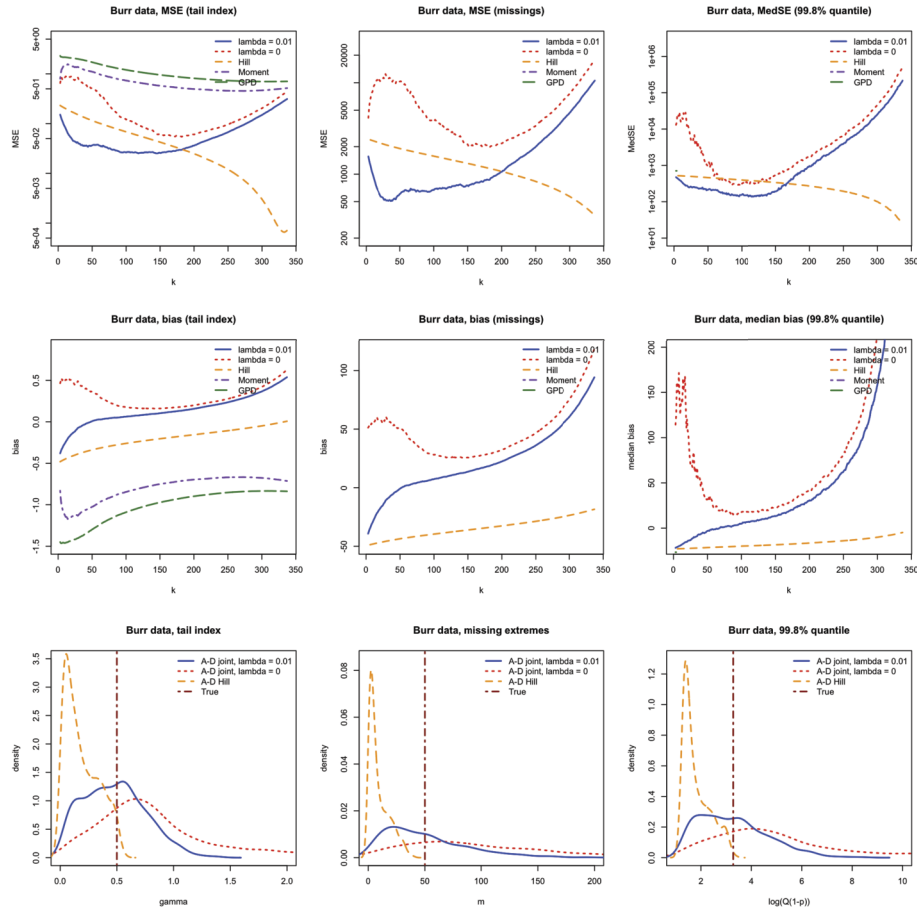 Burr data, MSE (tail index)
lambda = 0.01
lambda = 0
Hill
Moment
GPD
5e+00
5e-01
5e-02
5e-03
5e-04
MSE
0 50 100 150 200 250 300 350
k
Burr data, MSE (missings)
lambda = 0.01
lambda = 0
Hill
20000
5000
2000
1000
500
200
MSE
0 50 100 150 200 250 300 350
k
MedSE (99.8% quantile)
lambda = 0.01
lambda = 0
Hill
Moment
GPD
1e+06
1e+05
1e+04
1e+03
1e+02
1e+01
MedSE
0 50 100 150 200 250 300 350
k
Burr data, bias (tail index)
lambda = 0.01
lambda = 0
Hill
Moment
GPD
0.5
0.0
-0.5
-1.0
-1.5
bias
0 50 100 150 200 250 300 350
k
Burr data, bias (missings)
lambda = 0.01
lambda = 0
Hill
100
50
0
-50
bias
0 50 100 150 200 250 300 350
k
Burr data, median bias (99.8% quantile)
lambda = 0.01
lambda = 0
Hill
Moment
GPD
200
150
100
50
0
median bias
0 50 100 150 200 250 300 350
k
Burr data, tail index
A-D joint, lambda = 0.01
A-D joint, lambda = 0
A-D Hill
True
3.5
3.0
2.5
2.0
1.5
1.0
0.5
0.0
density
0.0 0.5 1.0 1.5 2.0
gamma
Burr data, missing extremes
A-D joint, lambda = 0.01
A-D joint, lambda = 0
A-D Hill
True
0.08
0.06
0.04
0.02
0.00
density
0 50 100 150 200
m
Burr data, 99.8% quantile
A-D joint, lambda = 0.01
A-D joint, lambda = 0
A-D Hill
True
1.2
1.0
0.8
0.6
0.4
0.2
0.0
density
2 4 6 8 10
log(Q(1-p))